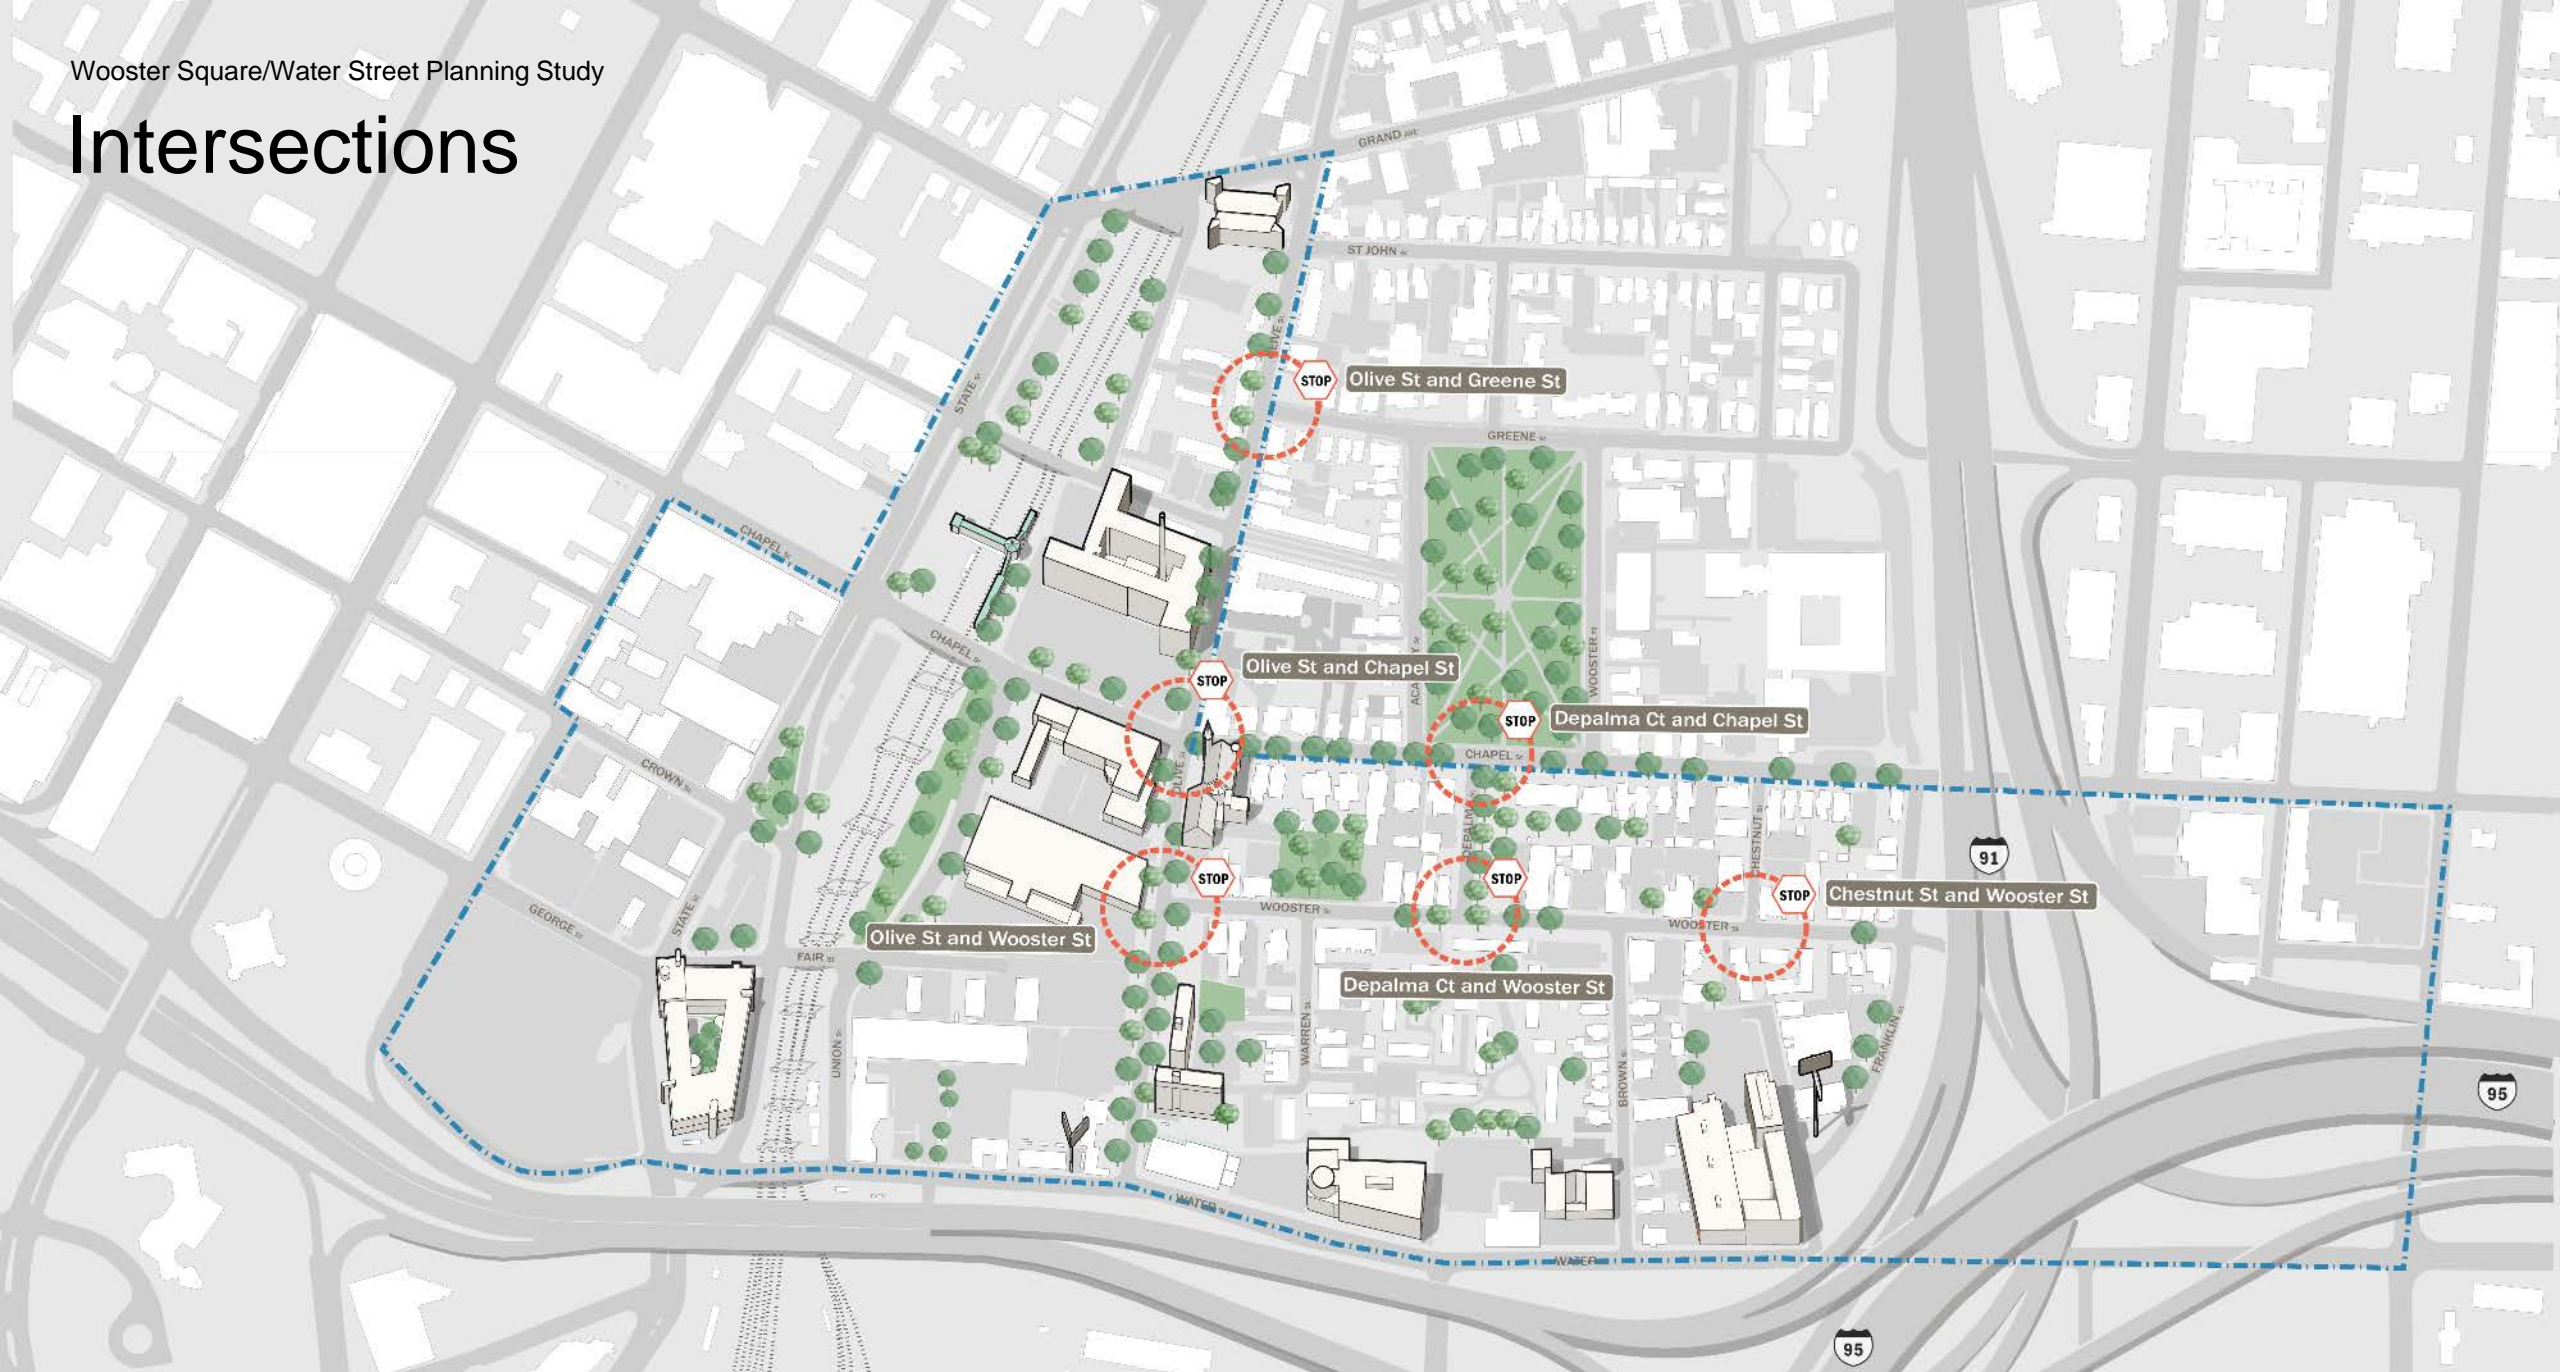 Wooster Square/Water Street Planning Study
Intersections
GRAND AVE
ST JOHN St
STATE St
STOP
Olive St and Greene St
GREENE St
CHAPEL St
CHAPEL St
WOOSTER St
STOP
Olive St and Chapel St
STOP
Depalma Ct and Chapel St
CHAPEL St
CROWN St
OLIVE St
CHESTNUT St
91
STOP
STOP
STOP
Chestnut St and Wooster St
GEORGE St
STATE St
WOOSTER St
WOOSTER St
Olive St and Wooster St
FAIR St
Depalma Ct and Wooster St
UNION St
WARREN St
BROWN St
FRANKLIN St
95
WATER St
WATER
95